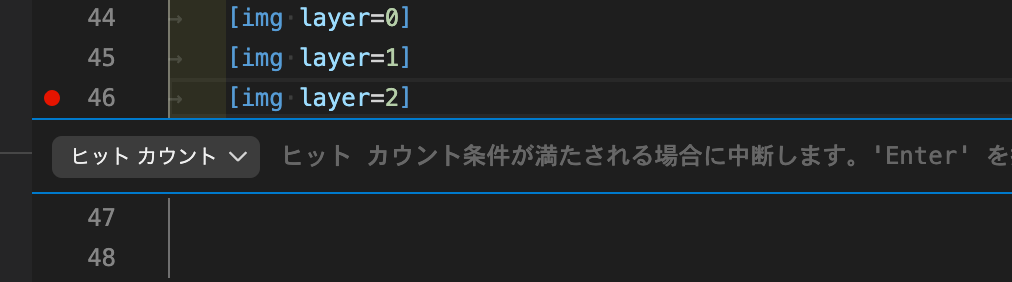 44 → [img·layer=0]
45 → [img·layer=1]
46 → [img·layer=2]
ヒット カウント ヒット カウント条件が満たされる場合に中断します。'Enter' を
47
48